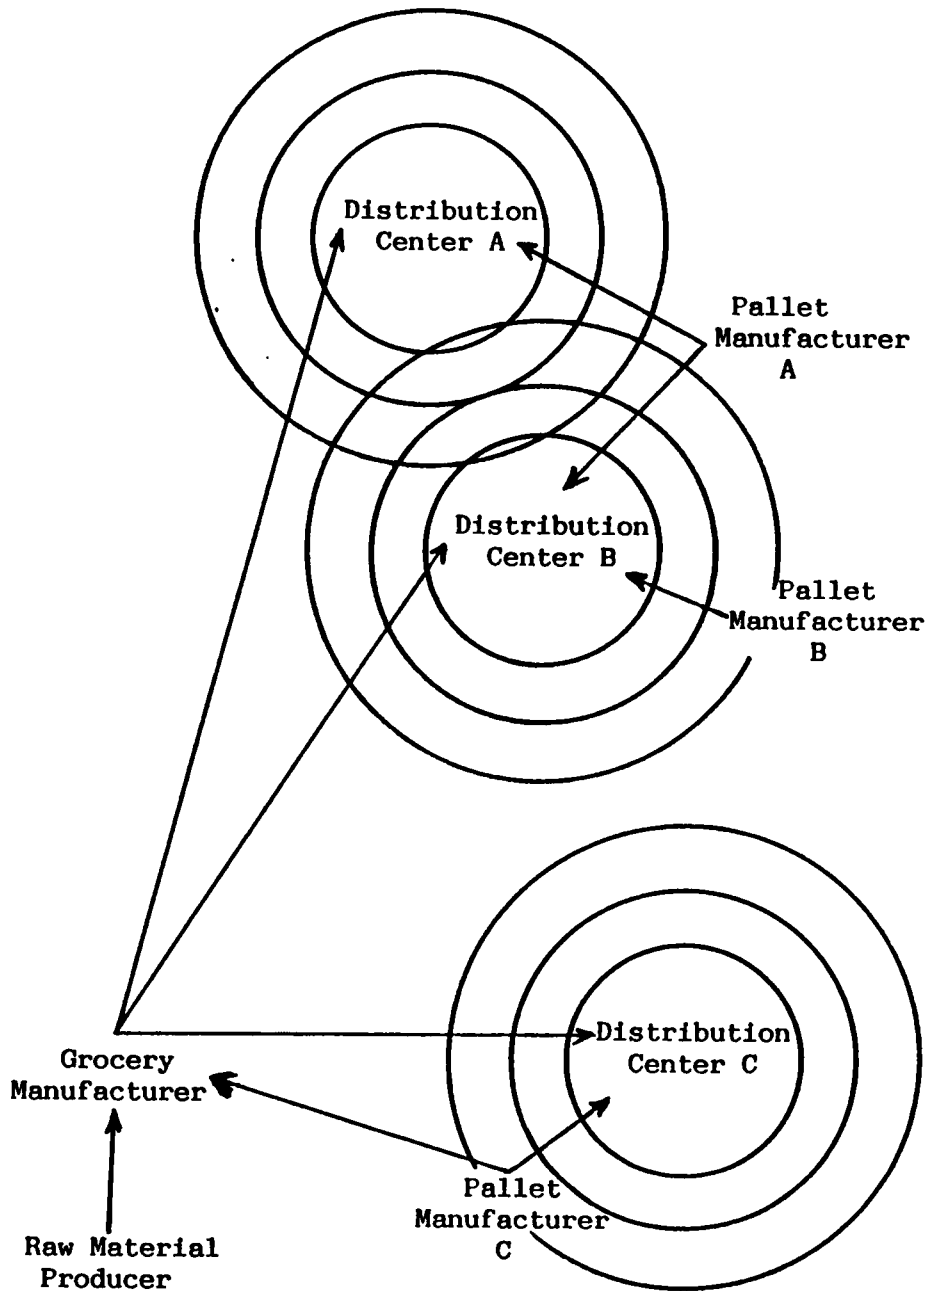 Distribution
Center A
Pallet
Manufacturer
A
Distribution
Center B
Pallet
Manufacturer
B
Distribution
Center C
Grocery
Manufacturer
Pallet
Manufacturer
C
Raw Material
Producer